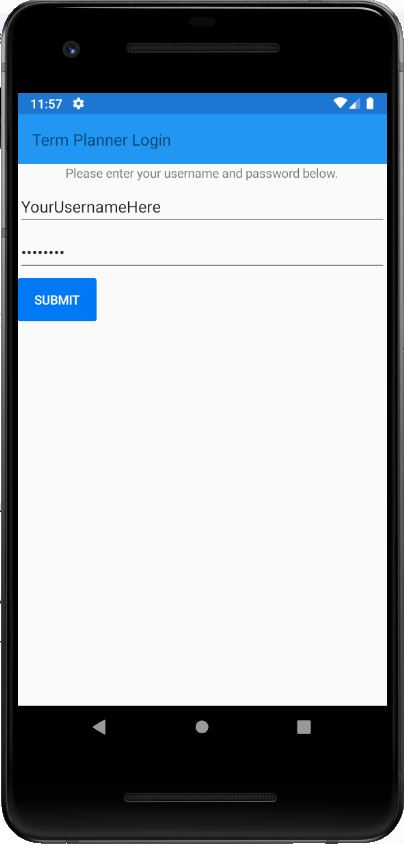 11:57
Term Planner Login
Please enter your username and password below.
YourUsernameHere
••••••••
SUBMIT